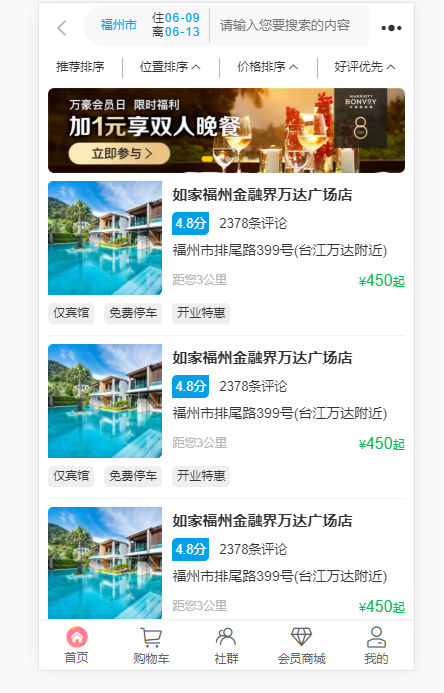 福州市
住06-09
离06-13
请输入您要搜索的内容
推荐排序
位置排序
价格排序
好评优先
万豪会员日 限时福利
加1元享双人晚餐
立即参与
MARRIOTT
BONVOY
8
如家福州金融界万达广场店
4.8分 2378条评论
福州市排尾路399号(台江万达附近)
距您3公里 ¥450起
仅宾馆 免费停车 开业特惠
如家福州金融界万达广场店
4.8分 2378条评论
福州市排尾路399号(台江万达附近)
距您3公里 ¥450起
仅宾馆 免费停车 开业特惠
如家福州金融界万达广场店
4.8分 2378条评论
福州市排尾路399号(台江万达附近)
距您3公里 ¥450起
首页 购物车 社群 会员商城 我的